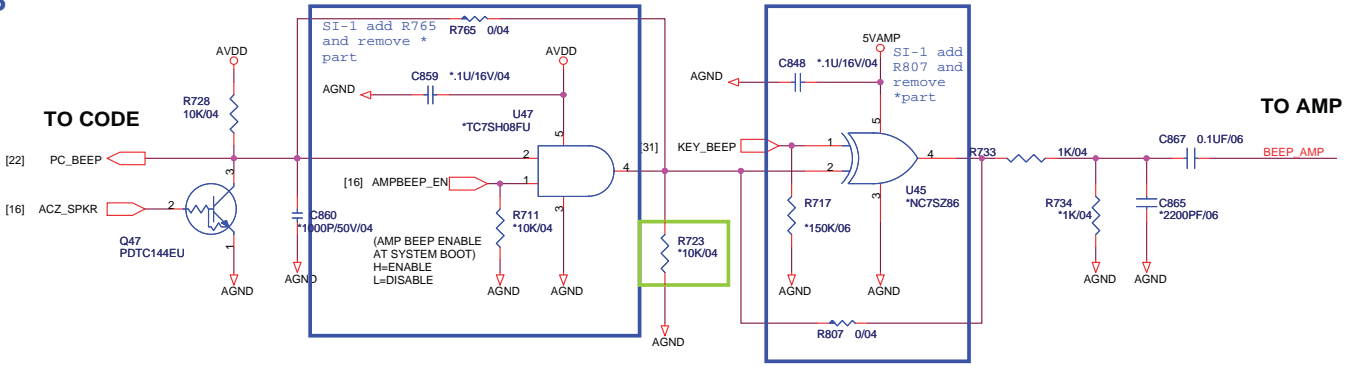 SI-1 add R765
and remove *
part
R765 0/04
AVDD
C859 *.1U/16V/04
AGND
U47
*TC7SH08FU
5
2
1
4
3
AVDD
R728
10K/04
TO CODE
[22] PC_BEEP
3
[16] ACZ_SPKR
2
1
Q47
PDTC144EU
AGND
C860
*1000P/50V/04
AGND
[16] AMPBEEP_EN
R711
*10K/04
(AMP BEEP ENABLE
AT SYSTEM BOOT)
H=ENABLE
L=DISABLE
AGND
AGND
R723
*10K/04
AGND
5VAMP
SI-1 add
R807 and
remove
*part
C848 *.1U/16V/04
AGND
[31] KEY_BEEP
5
1
2
4
3
U45
*NC7SZ86
R717
*150K/06
AGND
AGND
R807 0/04
R733 1K/04
R734
*1K/04
AGND
C865
*2200PF/06
AGND
C867 0.1UF/06
TO AMP
BEEP_AMP